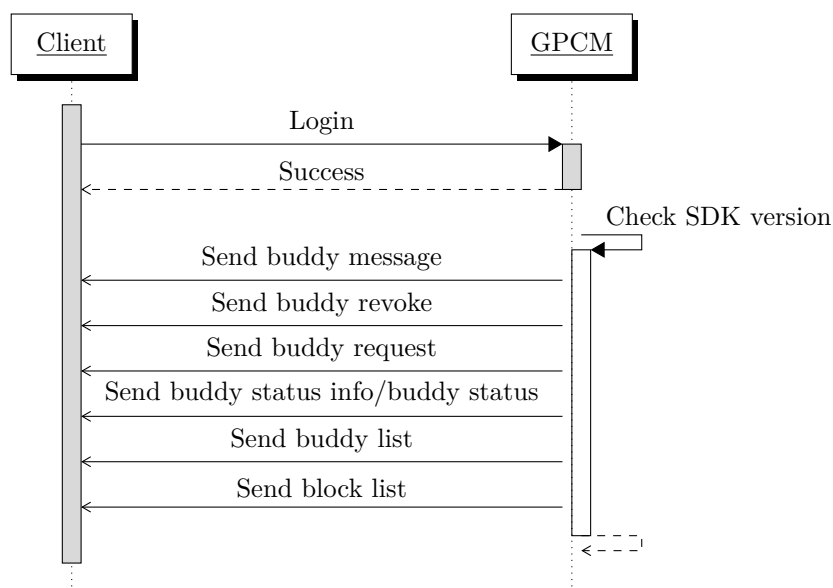 Client
GPCM
Login
Success
Check SDK version
Send buddy message
Send buddy revoke
Send buddy request
Send buddy status info/buddy status
Send buddy list
Send block list